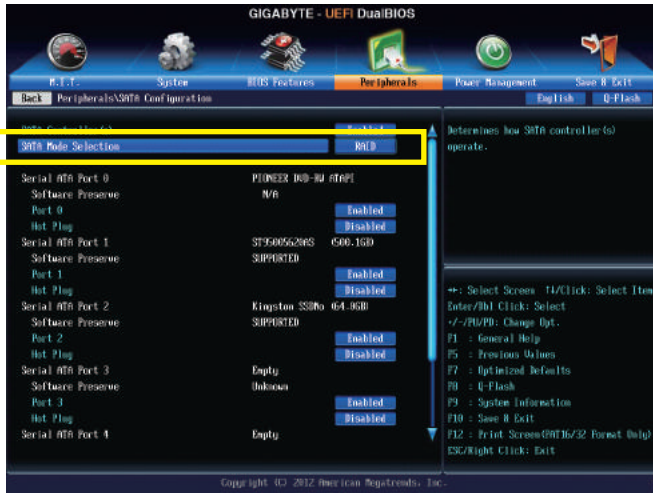 GIGABYTE - UEFI DualBIOS
M.I.T. System BIOS Features Peripherals Power Management Save & Exit
Back Peripherals\SATA Configuration English Q-Flash
SATA Controller(s) Enabled
SATA Mode Selection RAID
Determines how SATA controller(s)
operate.
Serial ATA Port 0 PIONEER DVD-RW ATAPI
Software Preserve N/A
Port 0 Enabled
Hot Plug Disabled
Serial ATA Port 1 ST95005620AS (500.1GB)
Software Preserve SUPPORTED
Port 1 Enabled
Hot Plug Disabled
Serial ATA Port 2 Kingston SSDNo (64.0GB)
Software Preserve SUPPORTED
Port 2 Enabled
Hot Plug Disabled
Serial ATA Port 3 Empty
Software Preserve Unknown
Port 3 Enabled
Hot Plug Disabled
Serial ATA Port 4 Empty
↔: Select Screen ↑↓/Click: Select Item
Enter/Dbl Click: Select
+/-/PU/PD: Change Opt.
F1 : General Help
F5 : Previous Values
F7 : Optimized Defaults
F8 : Q-Flash
F9 : System Information
F10 : Save & Exit
F12 : Print Screen(FAT16/32 Format Only)
ESC/Right Click: Exit
Copyright (C) 2012 American Megatrends, Inc.